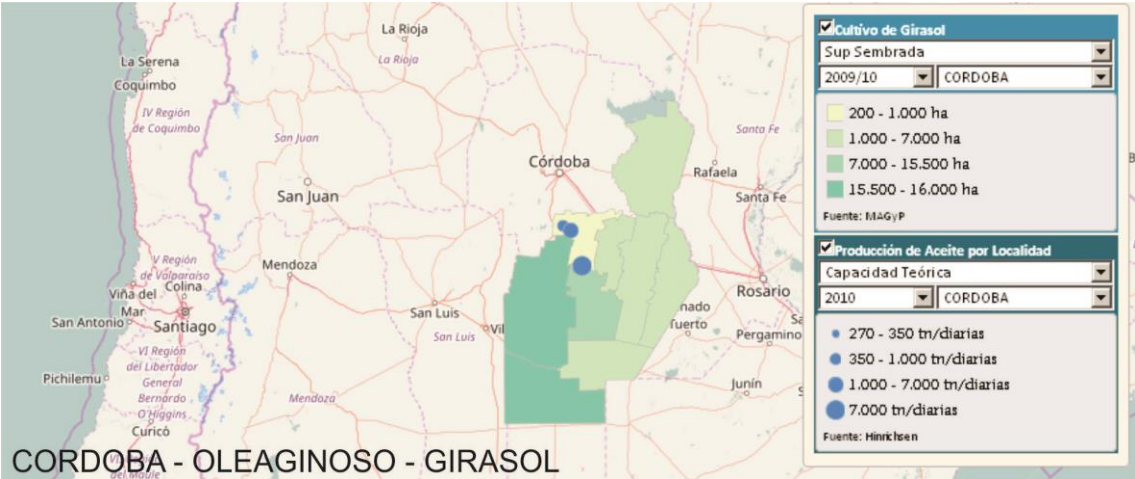 La Rioja
La Rioja
La Serena
Coquimbo
IV Región
de Coquimbo
San Juan
Santa Fe
Córdoba
Rafaela
San Juan
Santa Fe
V Región
de Valparaíso
Mendoza
Viña del
Mar
Colina
Rosario
San Luis
San Antonio
Santiago
San Luis
Vil
nado
Tuerto
Pergamino
VI Región
del Libertador
General
Bernardo
O'Higgins
Pichilemu
Mendoza
Junín
Curicó
del Maule
CORDOBA - OLEAGINOSO - GIRASOL
Cultivo de Girasol
Sup Sembrada
2009/10 CORDOBA
200 - 1.000 ha
1.000 - 7.000 ha
7.000 - 15.500 ha
15.500 - 16.000 ha
Fuente: MAGyP
Producción de Aceite por Localidad
Capacidad Teórica
2010 CORDOBA
270 - 350 tn/diarias
350 - 1.000 tn/diarias
1.000 - 7.000 tn/diarias
7.000 tn/diarias
Fuente: Hinrichsen